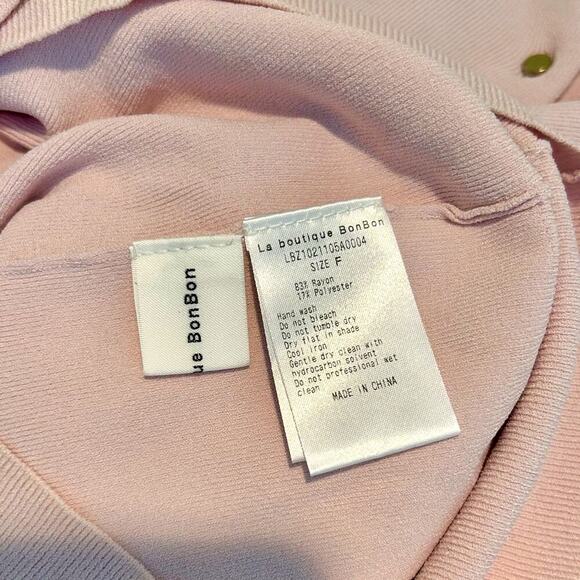 ue BonBon
La boutique BonBon
LBZ1021105A0004
SIZE F
83% Rayon
17% Polyester
Hand wash
Do not bleach
Do not tumble dry
Dry flat in shade
Cool iron
Gentle dry clean with
hydrocarbon solvent
Do not professional wet
clean
MADE IN CHINA